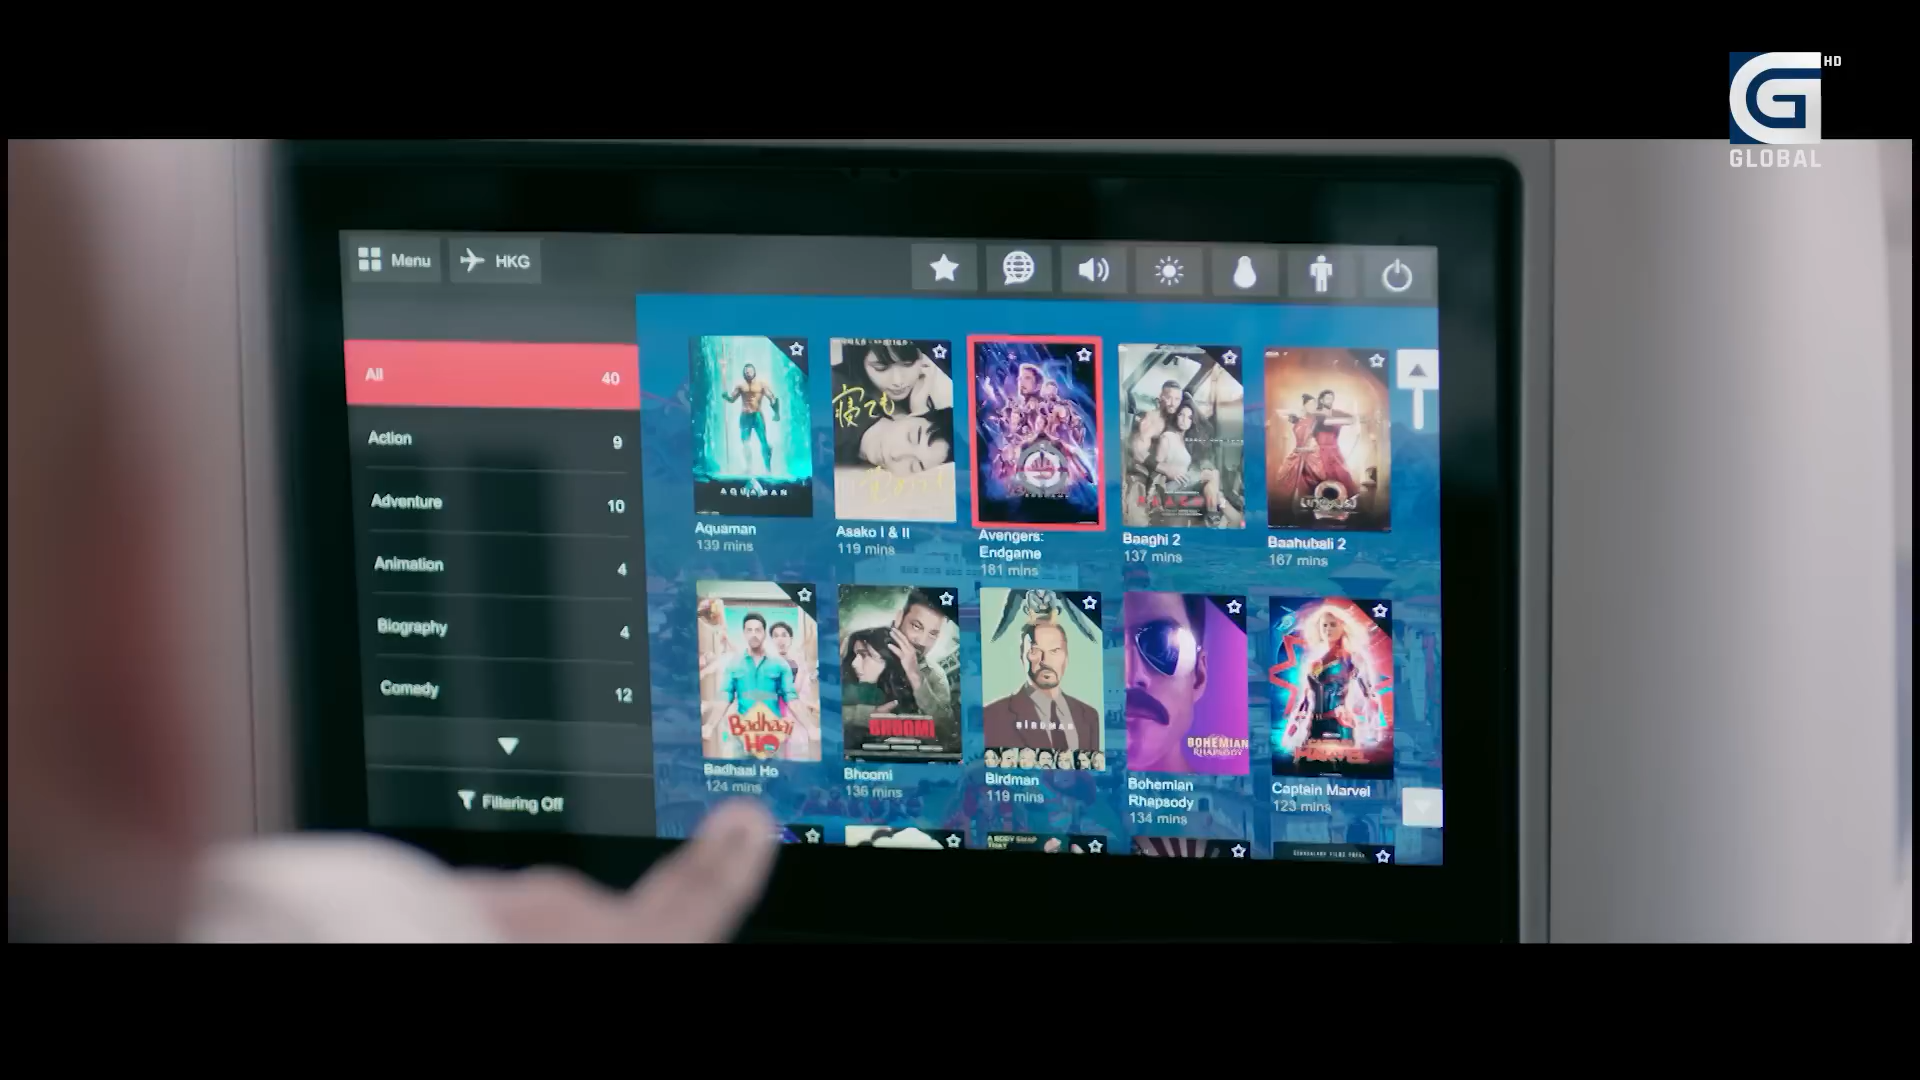 HD
GLOBAL
Menu
HKG
All 40
Action 9
Adventure 10
Animation 4
Biography 4
Comedy 12
Filtering Off
AQUAMAN
寝ても
Aquaman
139 mins
Asako I & II
119 mins
Avengers:
Endgame
181 mins
Baaghi 2
137 mins
Baahubali 2
167 mins
Badhaai
HO
BHOOMI
BIRDMAN
BOHEMIAN
RHAPSODY
Badhaai Ho
124 mins
Bhoomi
136 mins
Birdman
119 mins
Bohemian
Rhapsody
134 mins
Captain Marvel
123 mins